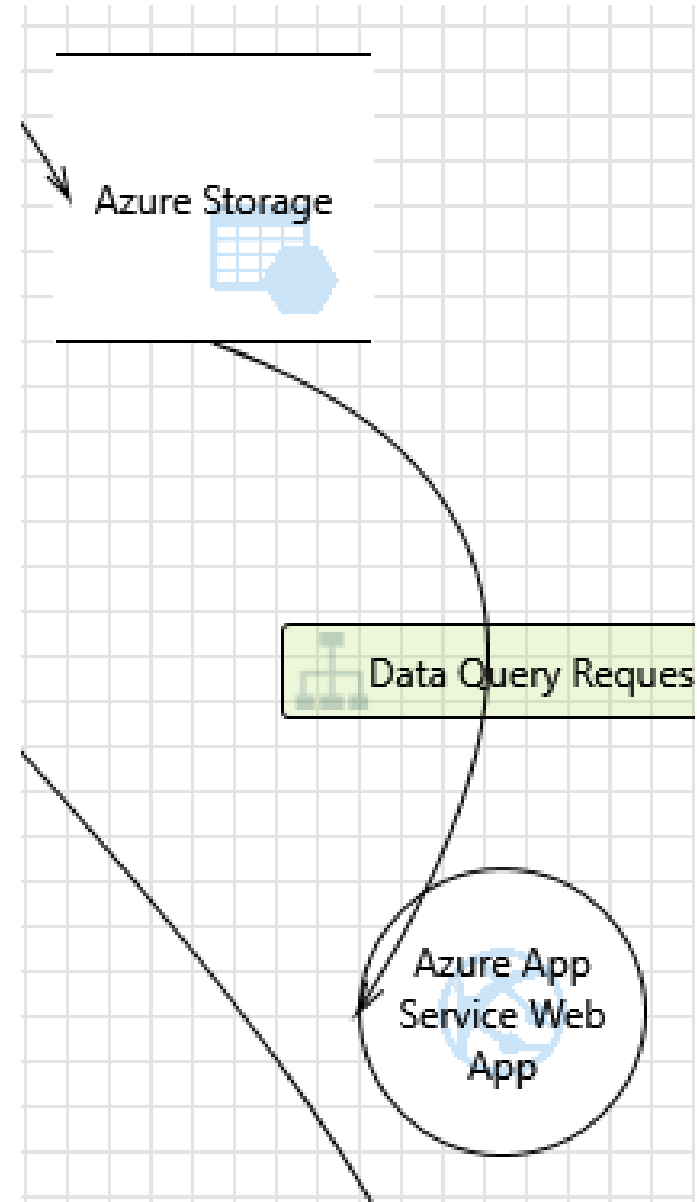 Azure Storage
Data Query Reques
Azure App
Service Web
App